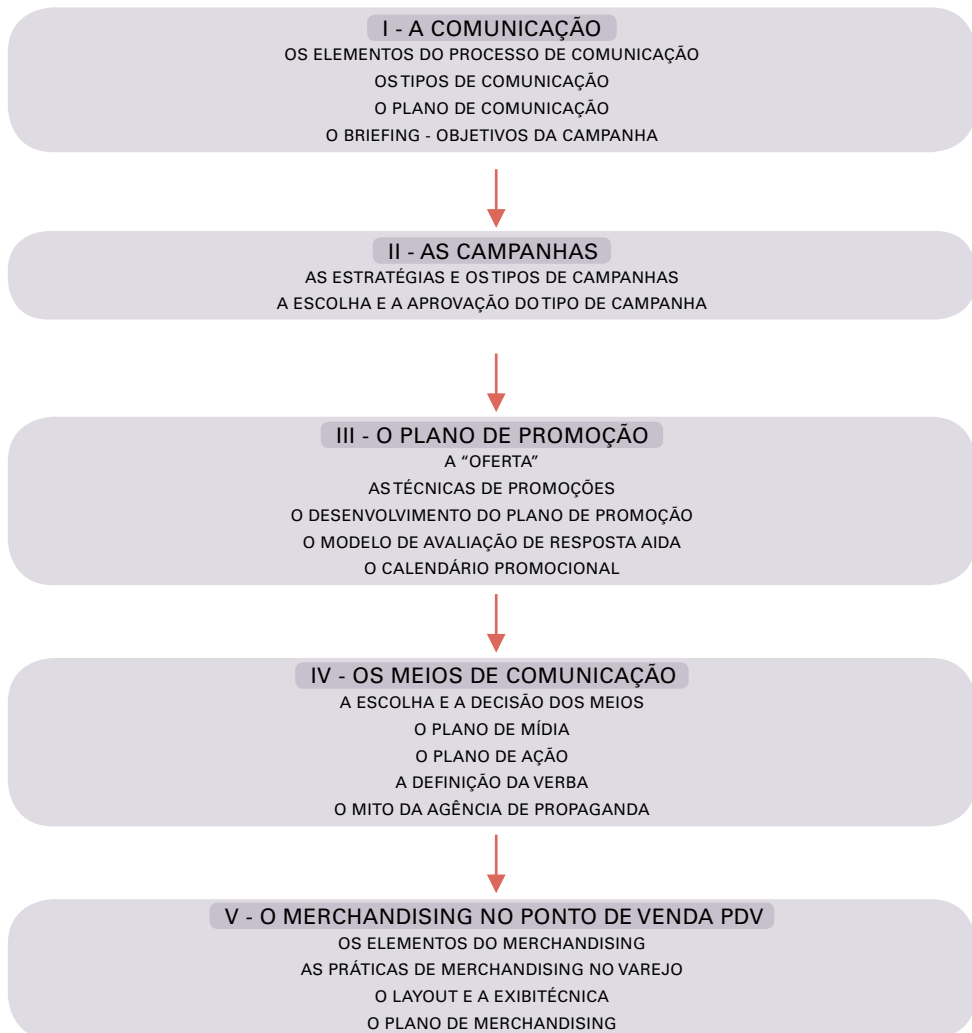 I - A COMUNICAÇÃO
OS ELEMENTOS DO PROCESSO DE COMUNICAÇÃO
OS TIPOS DE COMUNICAÇÃO
O PLANO DE COMUNICAÇÃO
O BRIEFING - OBJETIVOS DA CAMPANHA
II - AS CAMPANHAS
AS ESTRATÉGIAS E OS TIPOS DE CAMPANHAS
A ESCOLHA E A APROVAÇÃO DO TIPO DE CAMPANHA
III - O PLANO DE PROMOÇÃO
A “OFERTA”
AS TÉCNICAS DE PROMOÇÕES
O DESENVOLVIMENTO DO PLANO DE PROMOÇÃO
O MODELO DE AVALIAÇÃO DE RESPOSTA AIDA
O CALENDÁRIO PROMOCIONAL
IV - OS MEIOS DE COMUNICAÇÃO
A ESCOLHA E A DECISÃO DOS MEIOS
O PLANO DE MÍDIA
O PLANO DE AÇÃO
A DEFINIÇÃO DA VERBA
O MITO DA AGÊNCIA DE PROPAGANDA
V - O MERCHANDISING NO PONTO DE VENDA PDV
OS ELEMENTOS DO MERCHANDISING
AS PRÁTICAS DE MERCHANDISING NO VAREJO
O LAYOUT E A EXIBITÉCNICA
O PLANO DE MERCHANDISING